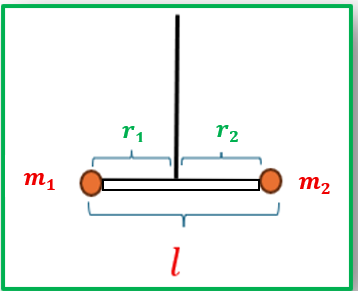 r₁ r₂
m₁ m₂
l